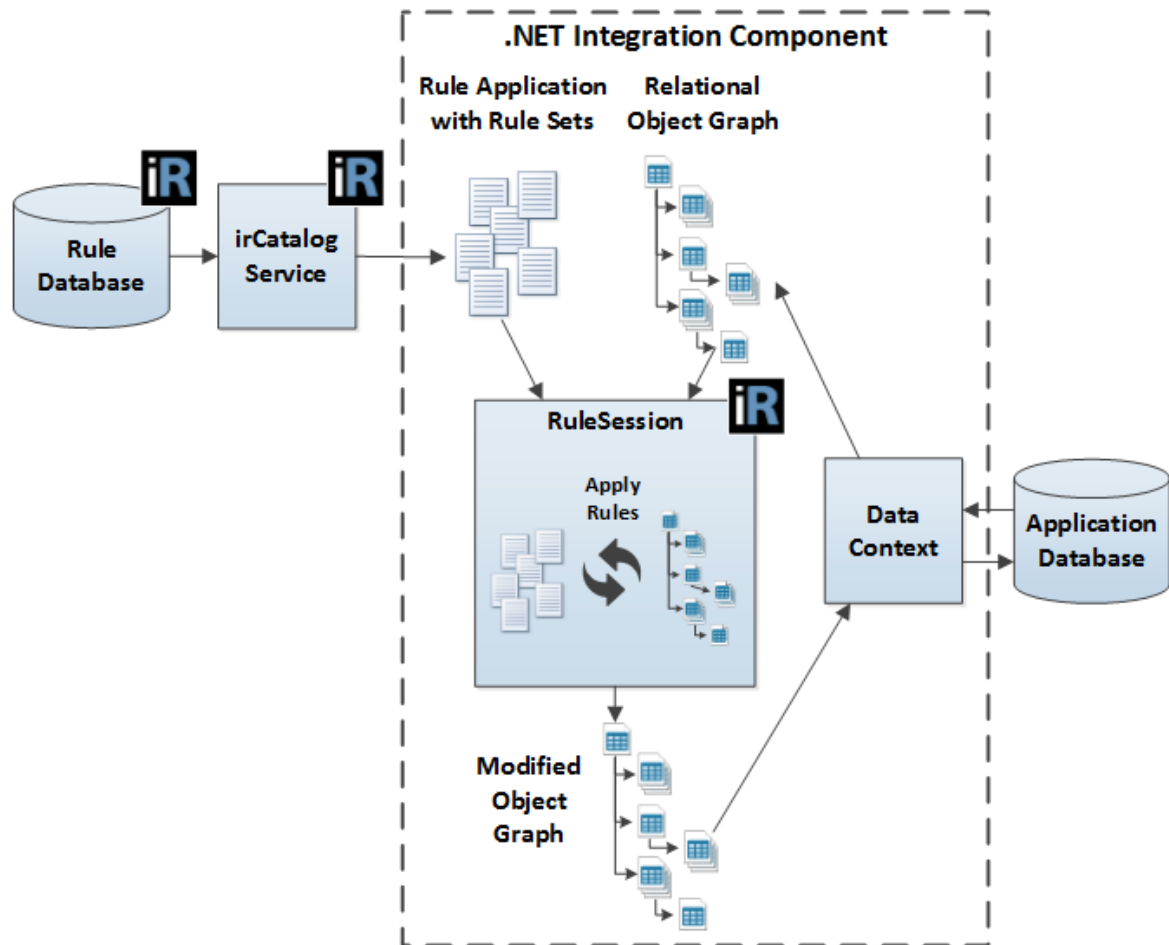 .NET Integration Component
Rule Application
with Rule Sets
Relational
Object Graph
iR
iR
Rule
Database
irCatalog
Service
iR
RuleSession
Apply
Rules
Data
Context
Application
Database
Modified
Object
Graph